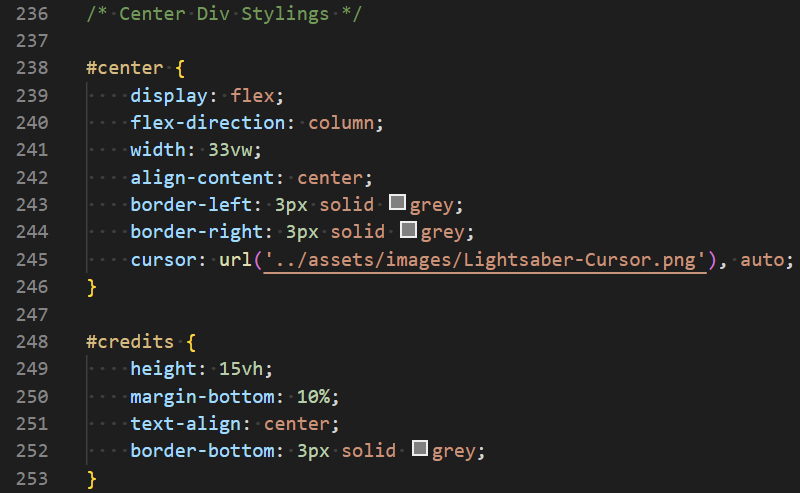 236 /* Center Div Stylings */
237
238 #center {
239     display: flex;
240     flex-direction: column;
241     width: 33vw;
242     align-content: center;
243     border-left: 3px solid grey;
244     border-right: 3px solid grey;
245     cursor: url('../assets/images/Lightsaber-Cursor.png'), auto;
246 }
247
248 #credits {
249     height: 15vh;
250     margin-bottom: 10%;
251     text-align: center;
252     border-bottom: 3px solid grey;
253 }